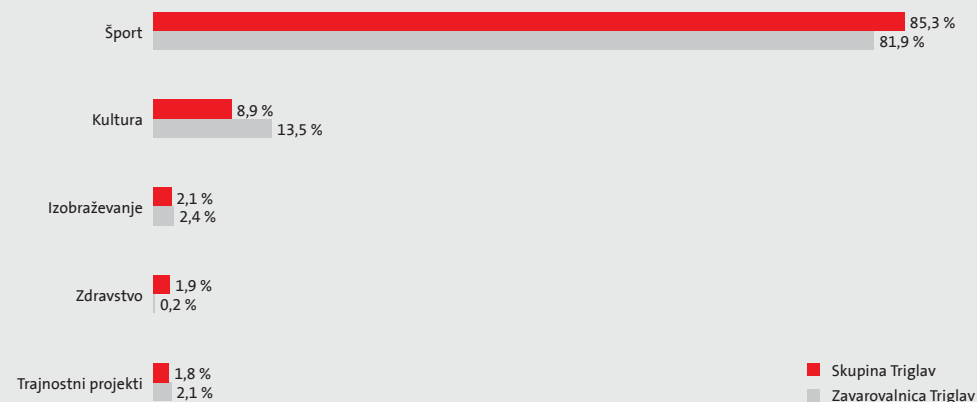 Šport
85,3 %
81,9 %
Kultura
8,9 %
13,5 %
Izobraževanje
2,1 %
2,4 %
Zdravstvo
1,9 %
0,2 %
Trajnostni projekti
1,8 %
2,1 %
Skupina Triglav
Zavarovalnica Triglav